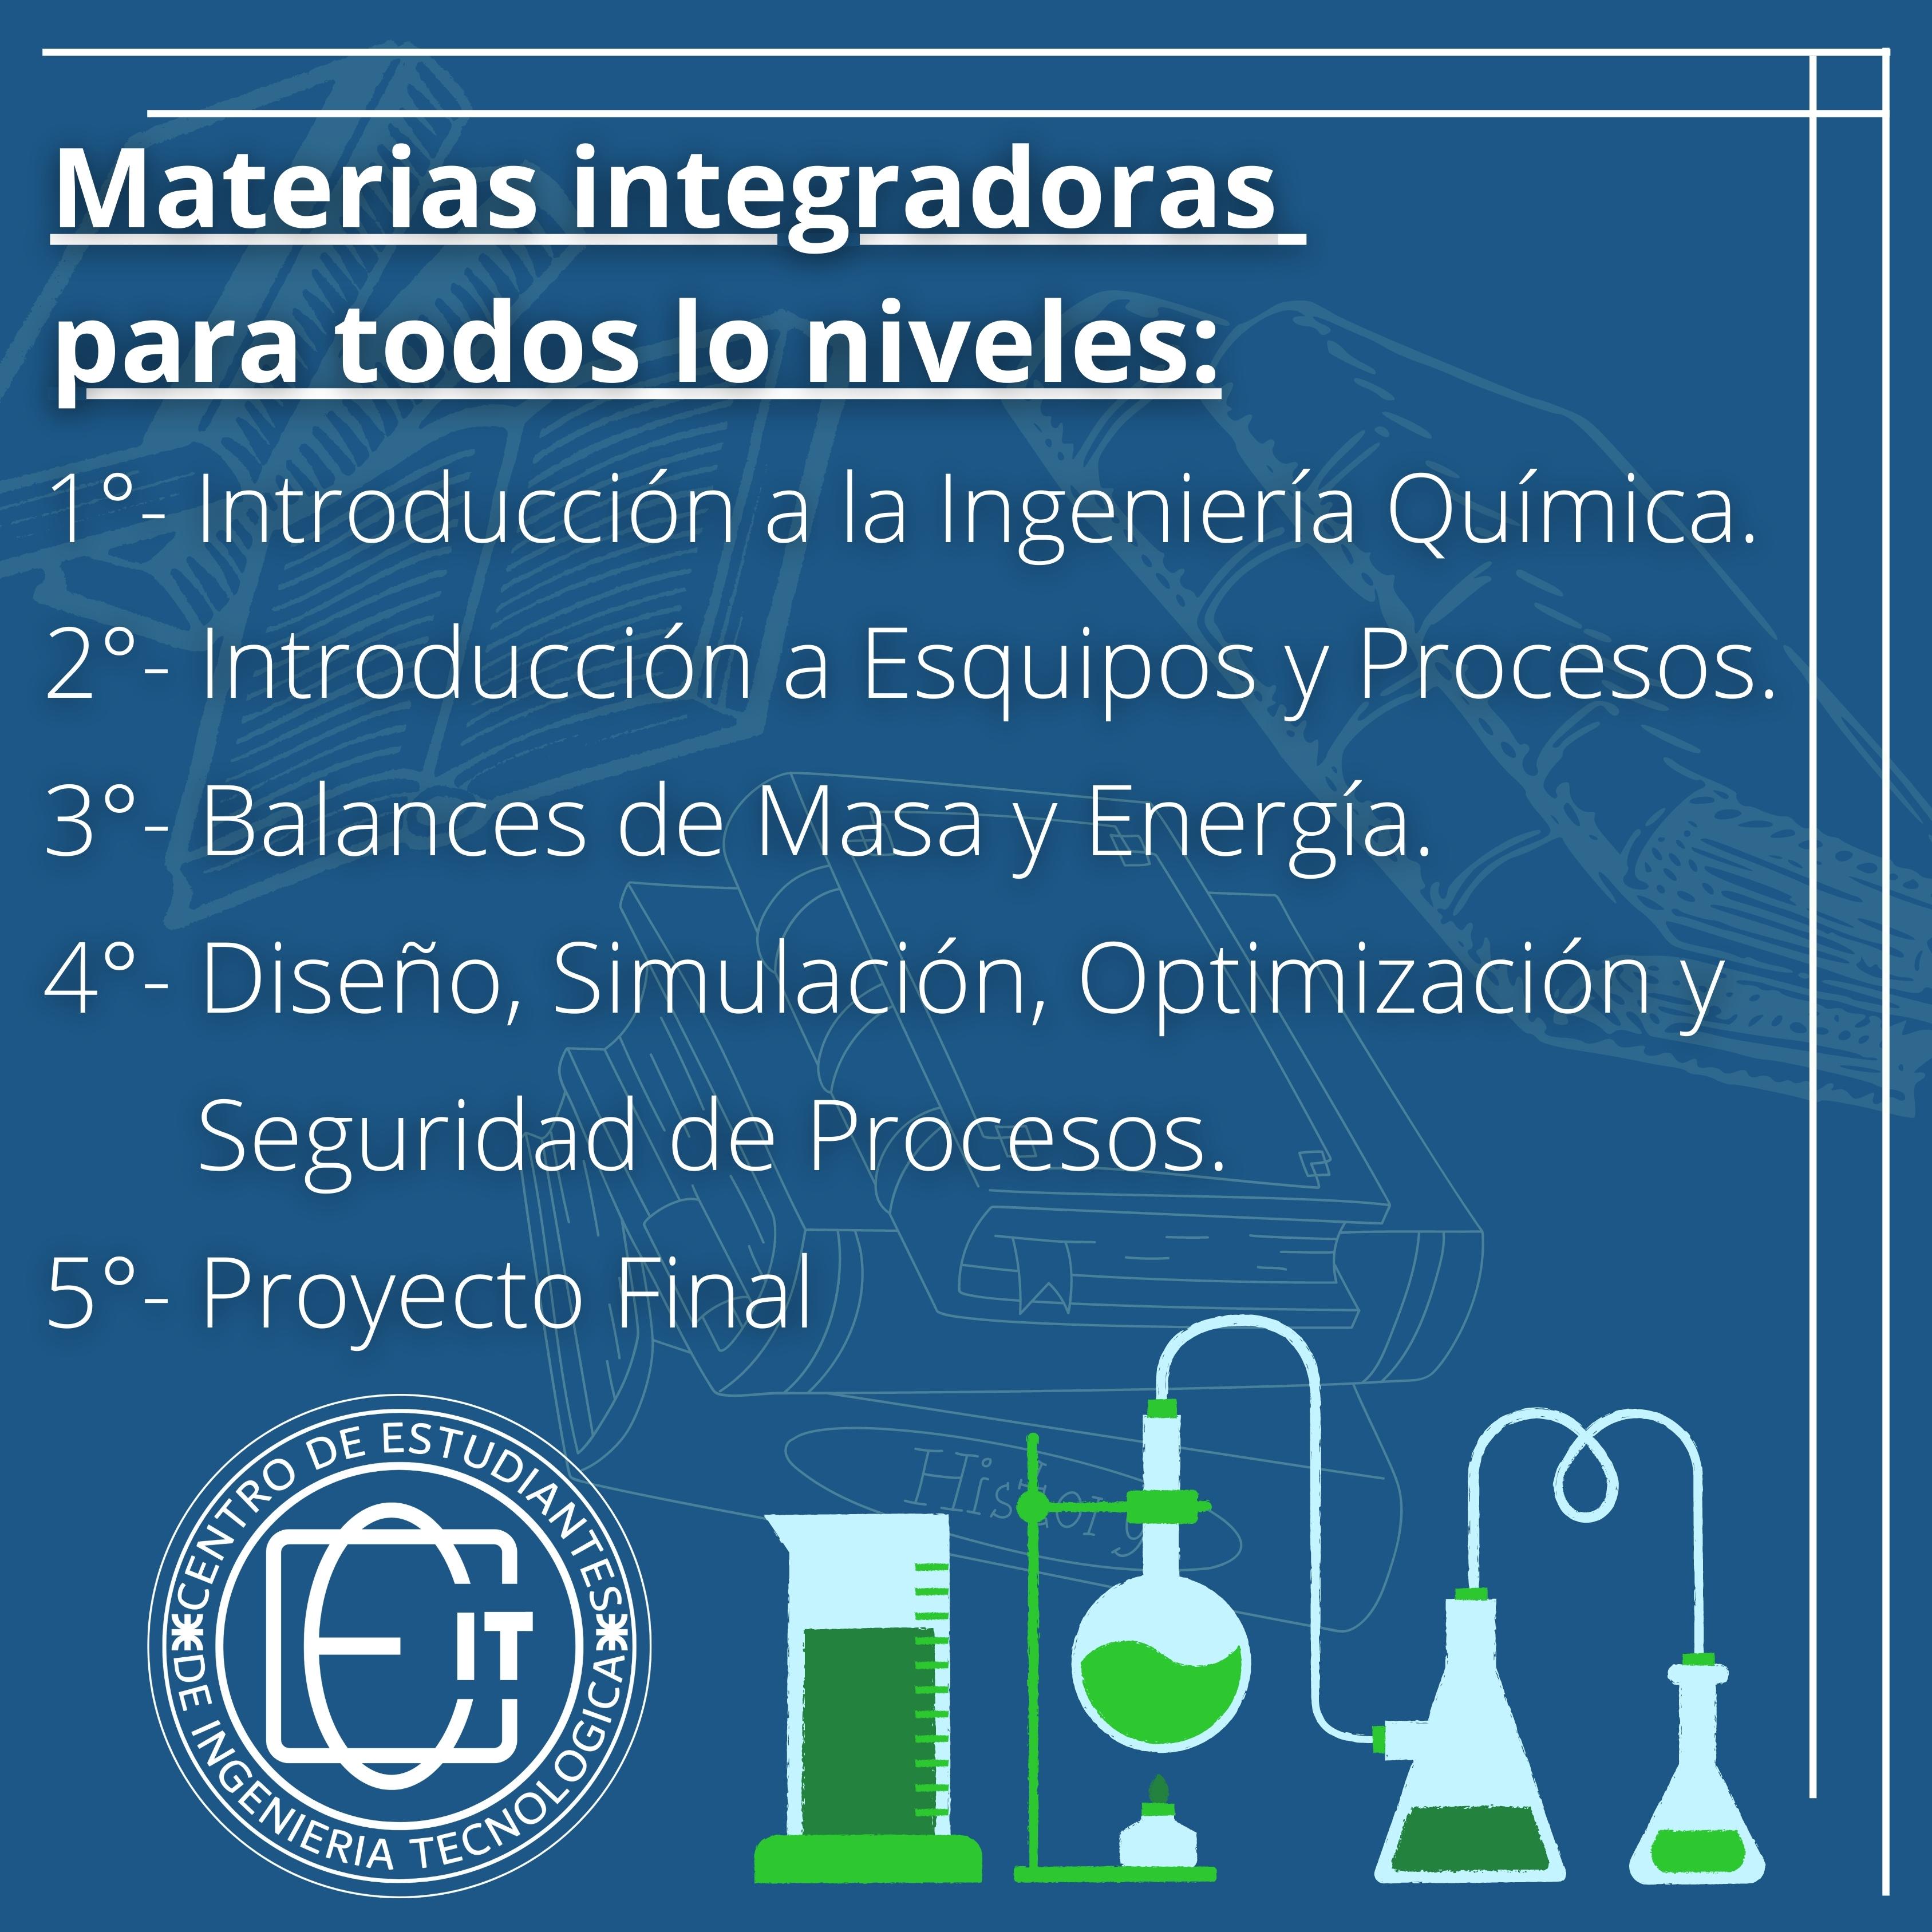 Materias integradoras
para todos lo niveles:
1° - Introducción a la Ingeniería Química.
2°- Introducción a Esquipos y Procesos.
3°- Balances de Masa y Energía.
4°- Diseño, Simulación, Optimización y
Seguridad de Procesos.
5°- Proyecto Final
History
CENTRO DE ESTUDIANTES
CEIT
DE INGENIERIA TECNOLOGICA